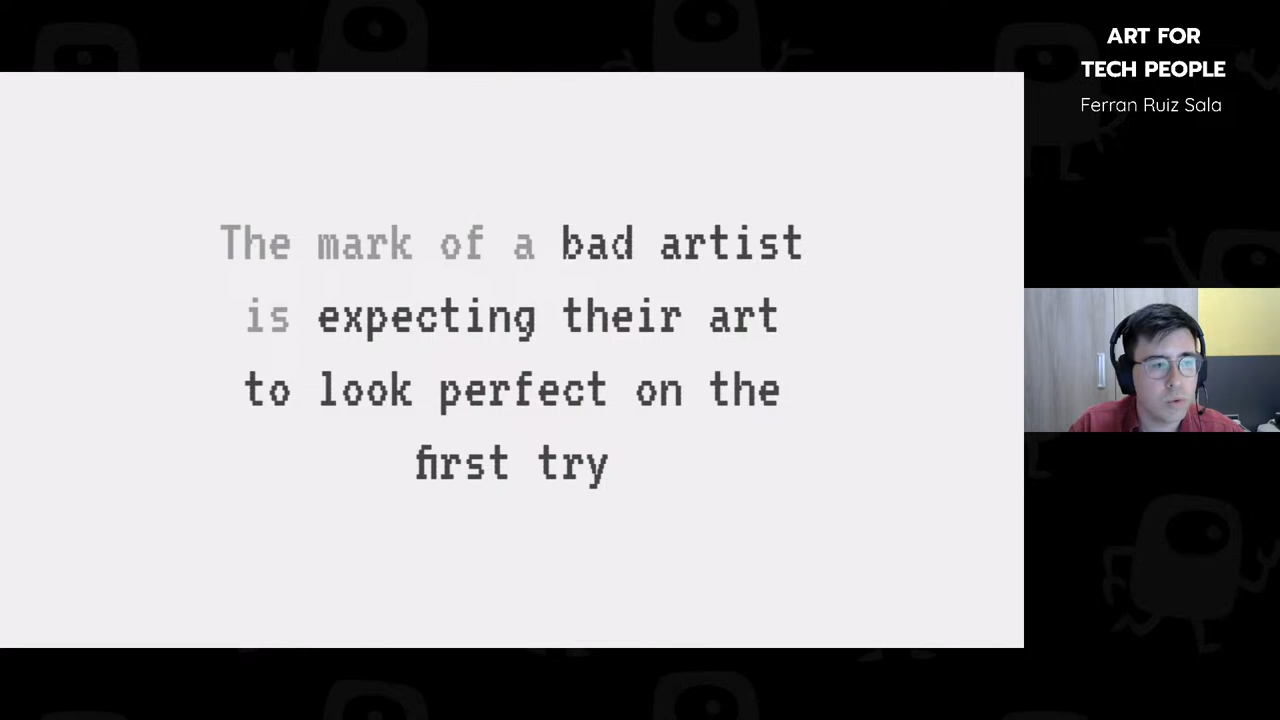 ART FOR
TECH PEOPLE
Ferran Ruiz Sala
The mark of a bad artist
is expecting their art
to look perfect on the
first try